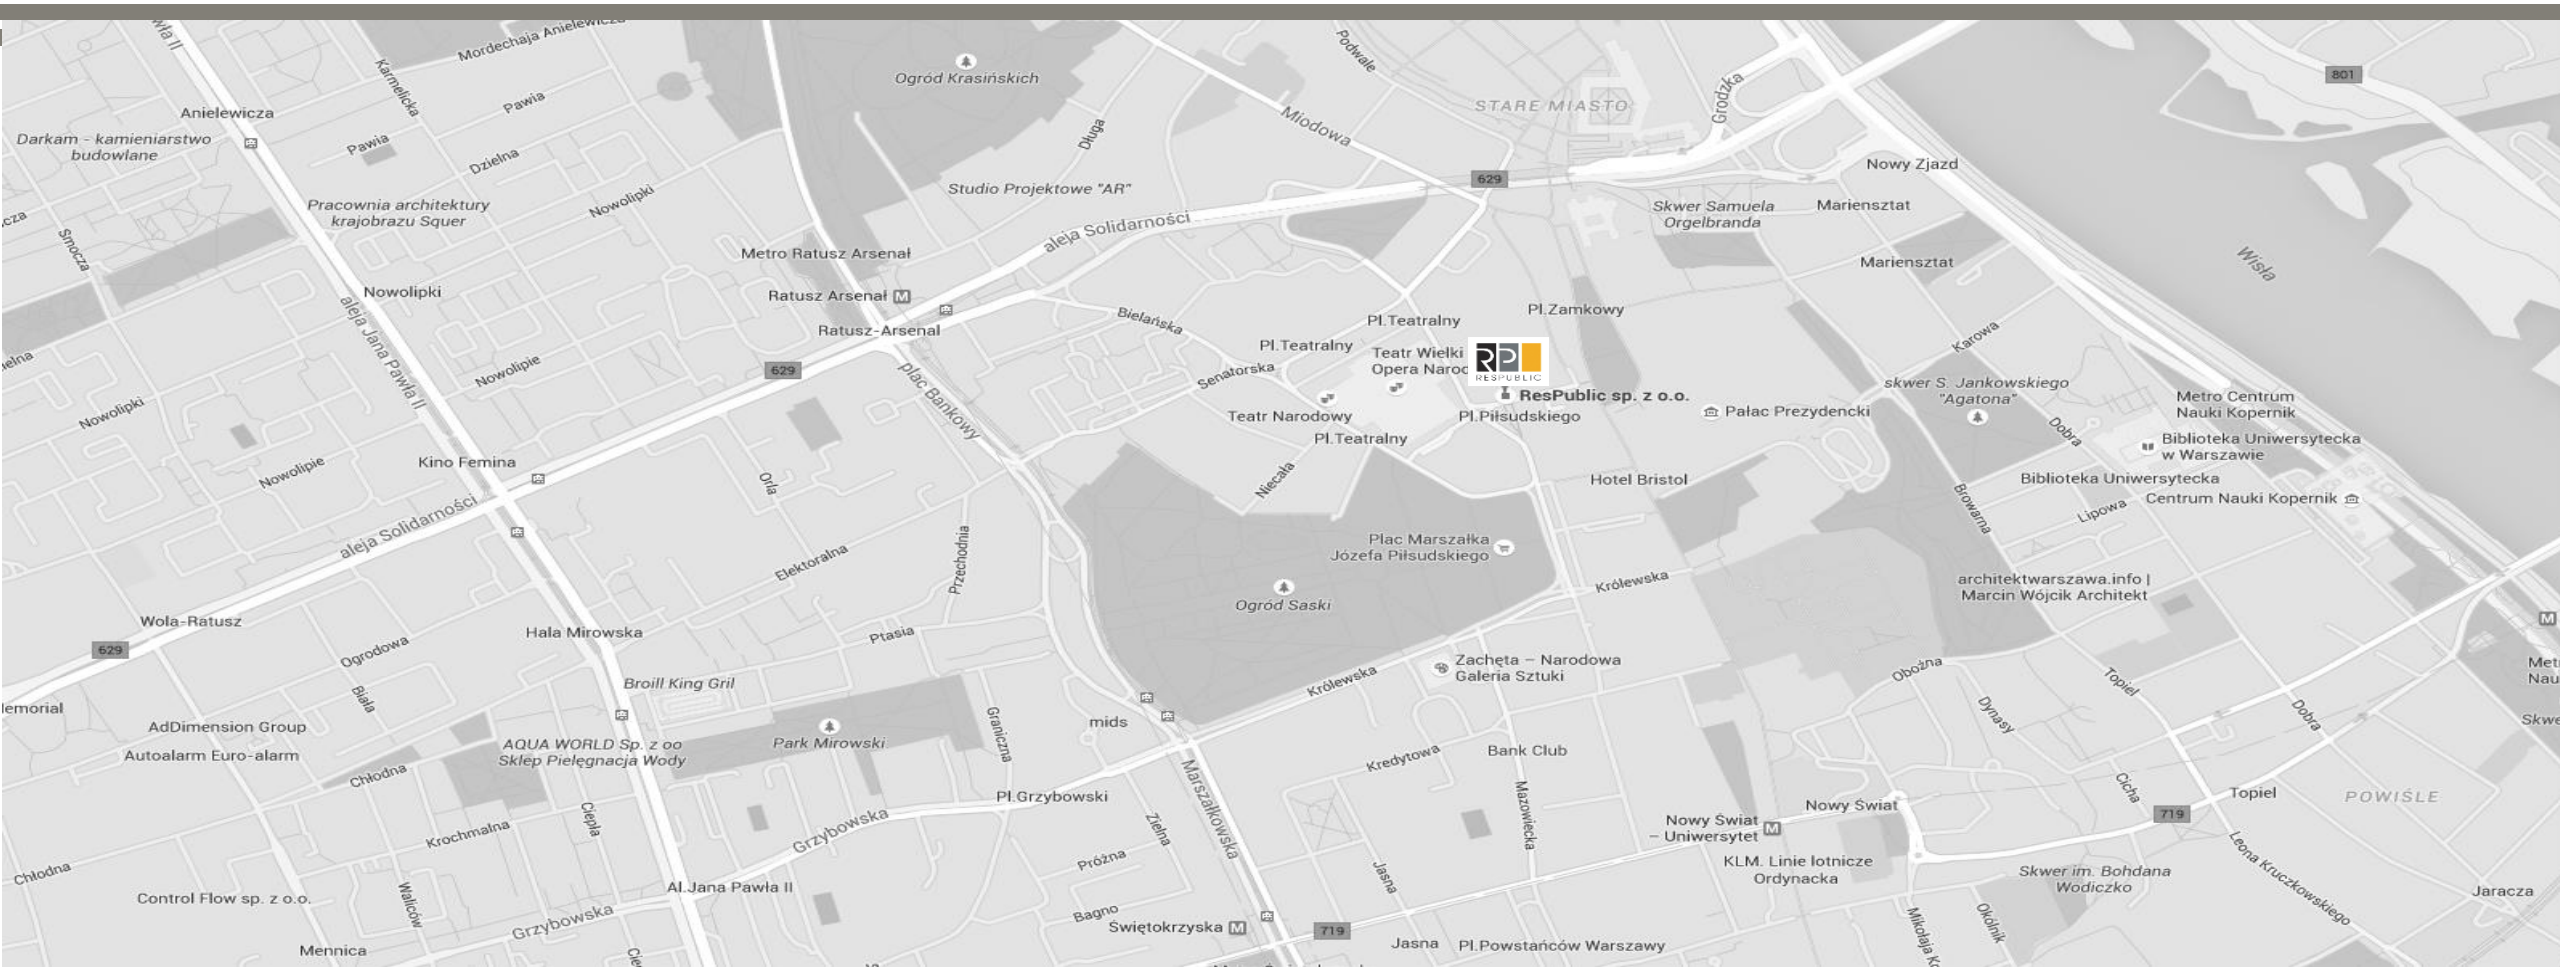 Mordechaja Anielewicza
Karmelicka
Podwale
Ogród Krasińskich
801
Grodzka
STARE MIASTO
Pawia
Anielewicza
Miodowa
Długa
Darkam - kamieniarstwo
budowlane
Pawia
Dzielna
Nowy Zjazd
629
Studio Projektowe "AR"
Nowolipki
Pracownia architektury
krajobrazu Squer
Skwer Samuela
Orgelbranda
Mariensztat
aleja Solidarności
Smocza
Metro Ratusz Arsenał
Mariensztat
Wisła
Nowolipki
Ratusz Arsenał M
Pl.Zamkowy
Bielańska
Pl.Teatralny
Ratusz-Arsenal
Karowa
Pl.Teatralny
aleja Jana Pawła II
Teatr Wielki
Opera Naroc
RP
RESPUBLIC
629
Nowolipie
Senatorska
plac Bankowy
skwer S. Jankowskiego
"Agatona"
ResPublic sp. z o.o.
Metro Centrum
Nauki Kopernik
Nowolipki
Teatr Narodowy
Pl.Piłsudskiego
Pałac Prezydencki
Dobra
Pl.Teatralny
Biblioteka Uniwersytecka
w Warszawie
Kino Femina
Nowolipie
Orla
Niecała
Hotel Bristol
Biblioteka Uniwersytecka
Centrum Nauki Kopernik
Browarna
Lipowa
aleja Solidarności
Plac Marszałka
Józefa Piłsudskiego
Przechodnia
Elektoralna
Królewska
architektwarszawa.info |
Marcin Wójcik Architekt
Ogród Saski
Wola-Ratusz
Hala Mirowska
Ptasia
M
629
Ogrodowa
Zachęta – Narodowa
Galeria Sztuki
Obożna
Królewska
Topiel
Broill King Gril
Biała
Dynasy
Dobra
AdDimension Group
Graniczna
mids
AQUA WORLD Sp. z oo
Sklep Pielęgnacja Wody
Park Mirowski
Autoalarm Euro-alarm
Kredytowa
Bank Club
Chłodna
Marszałkowska
Cicha
Pl.Grzybowski
Mazowiecka
Nowy Świat
Topiel
POWIŚLE
Ciepła
Grzybowska
Zielna
Nowy Świat
– Uniwersytet M
719
Krochmalna
Próżna
KLM. Linie lotnicze
Ordynacka
Leona Kruczkowskiego
Chłodna
Jasna
Skwer im. Bohdana
Wodiczko
Al.Jana Pawła II
Jaracza
Control Flow sp. z o.o.
Waliców
Bagno
Grzybowska
Świętokrzyska M
719
Okólnik
Mennica
Jasna
Pl.Powstańców Warszawy